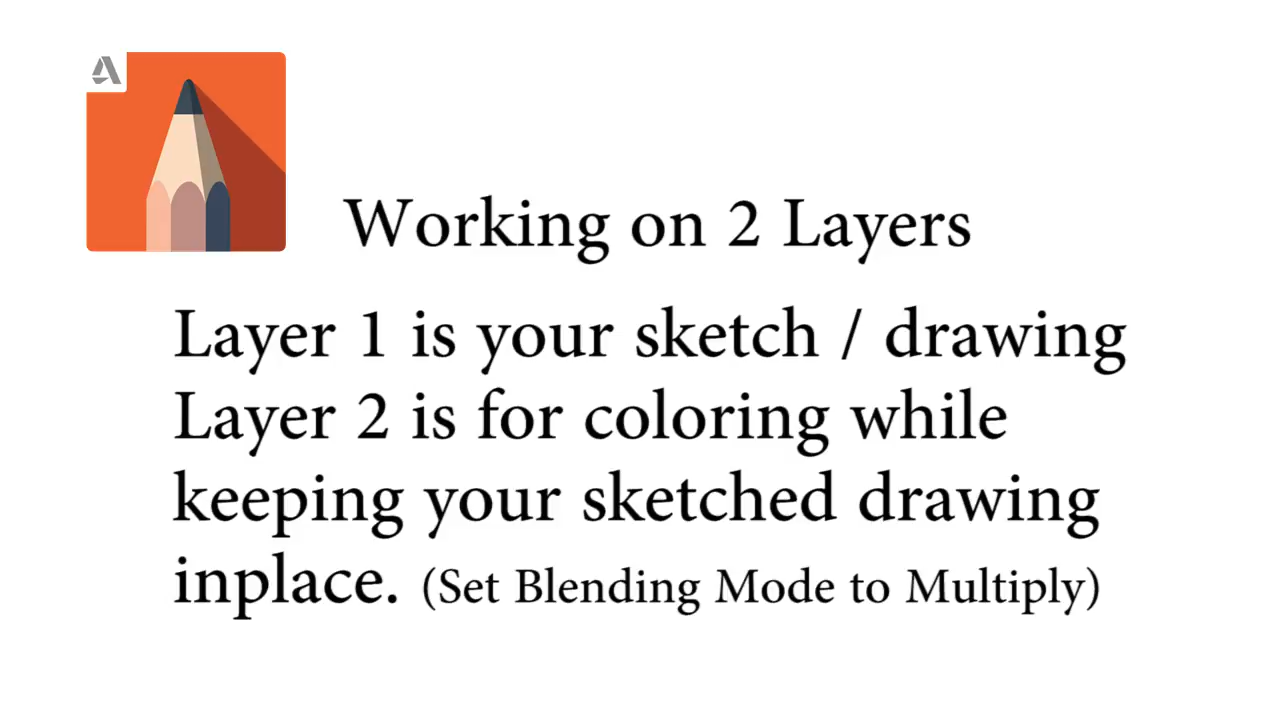 Working on 2 Layers
Layer 1 is your sketch / drawing
Layer 2 is for coloring while
keeping your sketched drawing
inplace. (Set Blending Mode to Multiply)